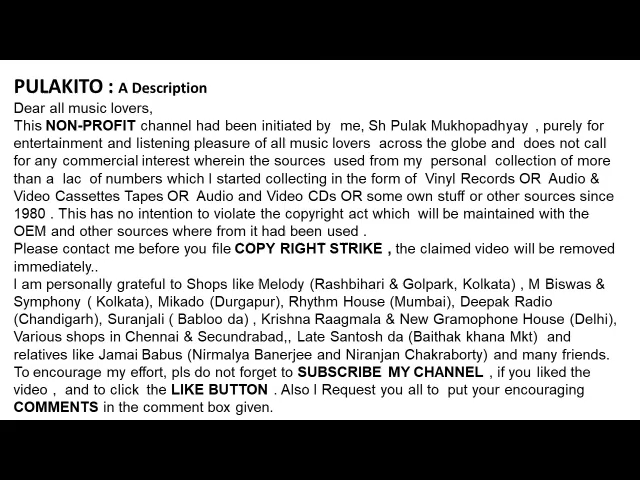 PULAKITO : A Description
Dear all music lovers,
This NON-PROFIT channel had been initiated by me, Sh Pulak Mukhopadhyay , purely for
entertainment and listening pleasure of all music lovers across the globe and does not call
for any commercial interest wherein the sources used from my personal collection of more
than a lac of numbers which I started collecting in the form of Vinyl Records OR Audio &
Video Cassettes Tapes OR Audio and Video CDs OR some own stuff or other sources since
1980 . This has no intention to violate the copyright act which will be maintained with the
OEM and other sources where from it had been used .
Please contact me before you file COPY RIGHT STRIKE , the claimed video will be removed
immediately..
I am personally grateful to Shops like Melody (Rashbihari & Golpark, Kolkata) , M Biswas &
Symphony ( Kolkata), Mikado (Durgapur), Rhythm House (Mumbai), Deepak Radio
(Chandigarh), Suranjali ( Babloo da) , Krishna Raagmala & New Gramophone House (Delhi),
Various shops in Chennai & Secundrabad,, Late Santosh da (Baithak khana Mkt) and
relatives like Jamai Babus (Nirmalya Banerjee and Niranjan Chakraborty) and many friends.
To encourage my effort, pls do not forget to SUBSCRIBE MY CHANNEL , if you liked the
video , and to click the LIKE BUTTON . Also I Request you all to put your encouraging
COMMENTS in the comment box given.